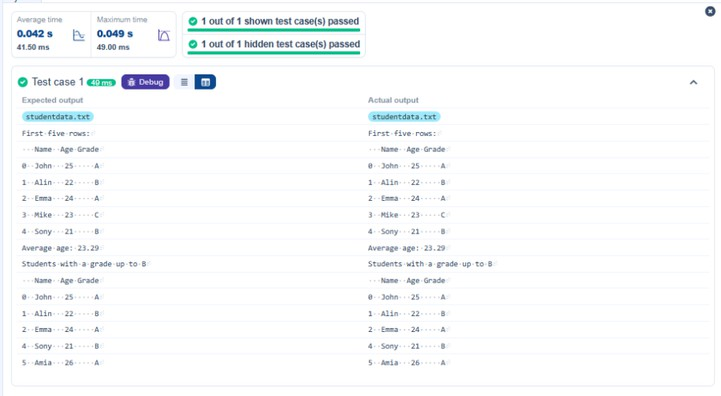 Average time
0.042 s
41.50 ms
Maximum time
0.049 s
49.00 ms
1 out of 1 shown test case(s) passed
1 out of 1 hidden test case(s) passed
Test case 1 40 ms Debug
Expected output
studentdata.txt
First·five·rows:
···Name··Age·Grade
0··John···25·····A
1··Alin···22·····B
2··Emma···24·····A
3··Mike···23·····C
4··Sony···21·····B
Average·age:·23.29
Students·with·a·grade·up·to·B
···Name··Age·Grade
0··John···25·····A
1··Alin···22·····B
2··Emma···24·····A
4··Sony···21·····B
5··Amia···26·····A
Actual output
studentdata.txt
First·five·rows:
···Name··Age·Grade
0··John···25·····A
1··Alin···22·····B
2··Emma···24·····A
3··Mike···23·····C
4··Sony···21·····B
Average·age:·23.29
Students·with·a·grade·up·to·B
···Name··Age·Grade
0··John···25·····A
1··Alin···22·····B
2··Emma···24·····A
4··Sony···21·····B
5··Amia···26·····A